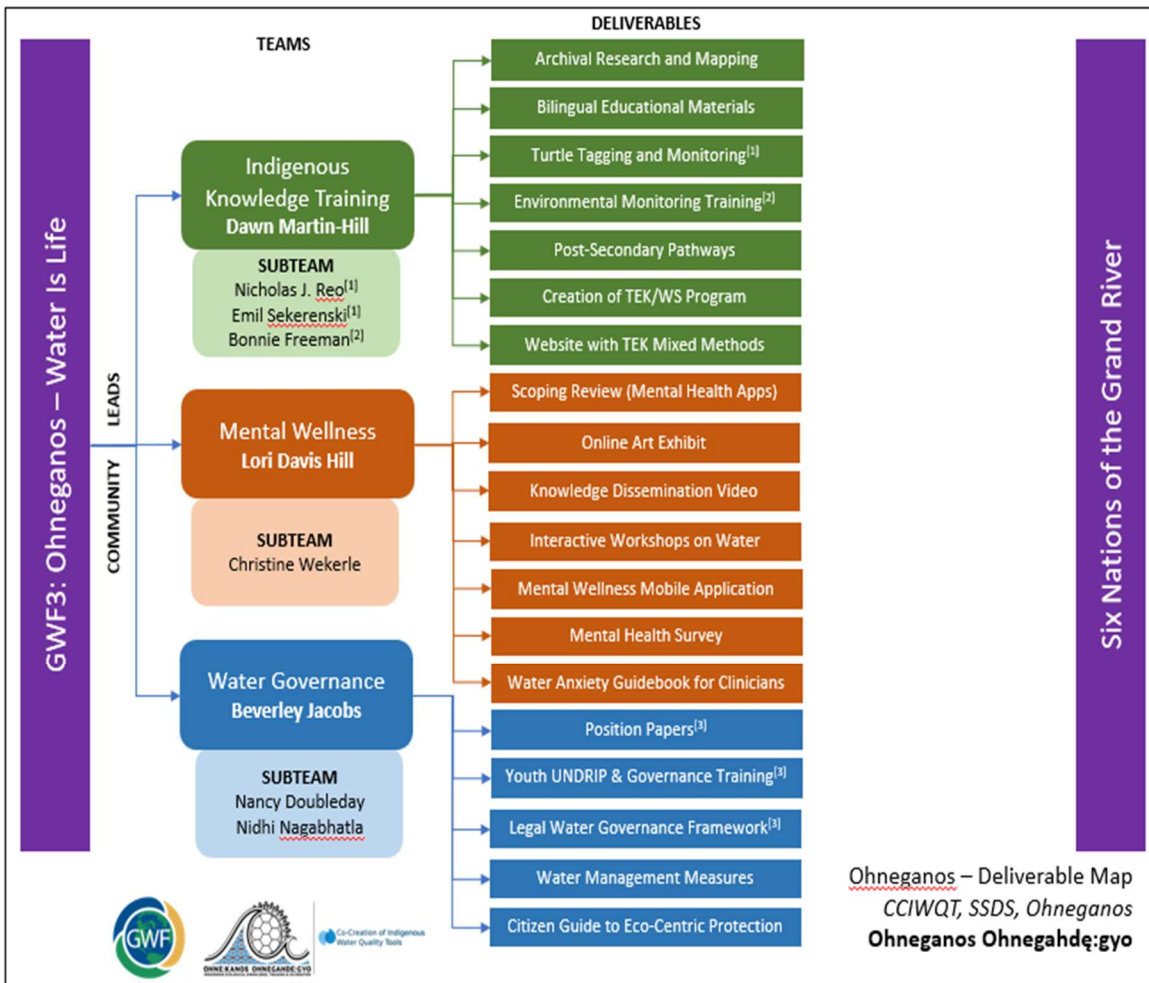 DELIVERABLES
TEAMS
GWF3: Ohneganos – Water Is Life
COMMUNITY LEADS
Indigenous
Knowledge Training
Dawn Martin-Hill
SUBTEAM
Nicholas J. Reo[1]
Emil Sekerenski[1]
Bonnie Freeman[2]
Mental Wellness
Lori Davis Hill
SUBTEAM
Christine Wekerle
Water Governance
Beverley Jacobs
SUBTEAM
Nancy Doubleday
Nidhi Nagabhatla
Archival Research and Mapping
Bilingual Educational Materials
Turtle Tagging and Monitoring[1]
Environmental Monitoring Training[2]
Post-Secondary Pathways
Creation of TEK/WS Program
Website with TEK Mixed Methods
Scoping Review (Mental Health Apps)
Online Art Exhibit
Knowledge Dissemination Video
Interactive Workshops on Water
Mental Wellness Mobile Application
Mental Health Survey
Water Anxiety Guidebook for Clinicians
Position Papers[3]
Youth UNDRIP & Governance Training[3]
Legal Water Governance Framework[3]
Water Management Measures
Citizen Guide to Eco-Centric Protection
Six Nations of the Grand River
Ohneganos – Deliverable Map
CCIWQT, SSDS, Ohneganos
Ohneganos Ohnegahdę:gyo
GWF
OHNE:KANOS OHNEGAHDE:GYO
Co-Creation of Indigenous
Water Quality Tools